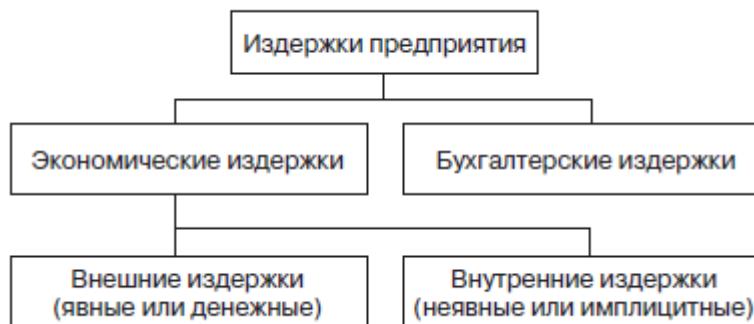 Издержки предприятия
Экономические издержки
Бухгалтерские издержки
Внешние издержки
(явные или денежные)
Внутренние издержки
(неявные или имплицитные)